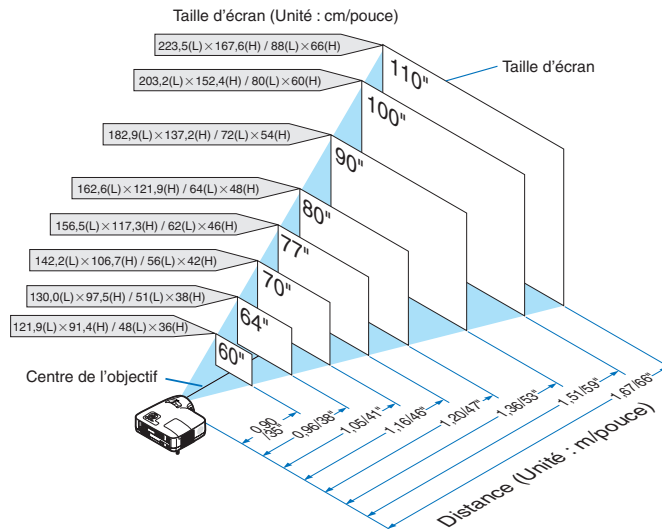 Taille d'écran (Unité : cm/pouce)
223,5(L)×167,6(H) / 88(L)×66(H)
110"
Taille d'écran
203,2(L)×152,4(H) / 80(L)×60(H)
100"
182,9(L)×137,2(H) / 72(L)×54(H)
90"
162,6(L)×121,9(H) / 64(L)×48(H)
80"
156,5(L)×117,3(H) / 62(L)×46(H)
77"
142,2(L)×106,7(H) / 56(L)×42(H)
70"
130,0(L)×97,5(H) / 51(L)×38(H)
64"
121,9(L)×91,4(H) / 48(L)×36(H)
60"
Centre de l'objectif
0,90
/35"
0,96/38"
1,05/41"
1,16/46"
1,20/47"
1,36/53"
1,51/59"
1,67/66"
Distance (Unité : m/pouce)